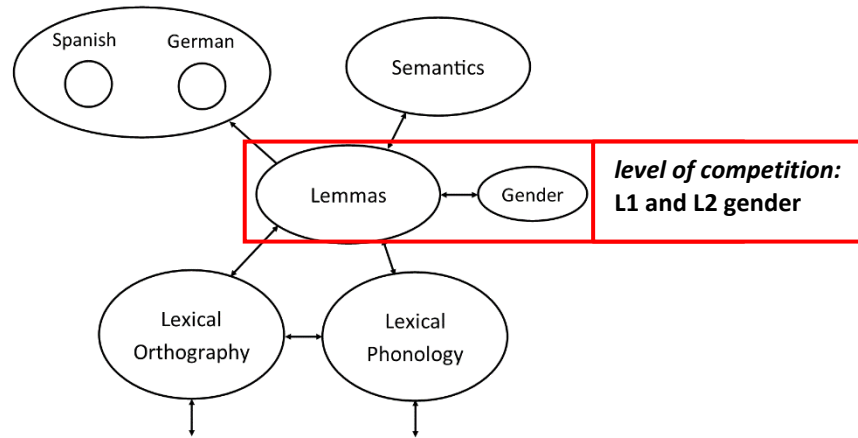 Spanish
German
Semantics
Lemmas
Gender
level of competition:
L1 and L2 gender
Lexical
Orthography
Lexical
Phonology